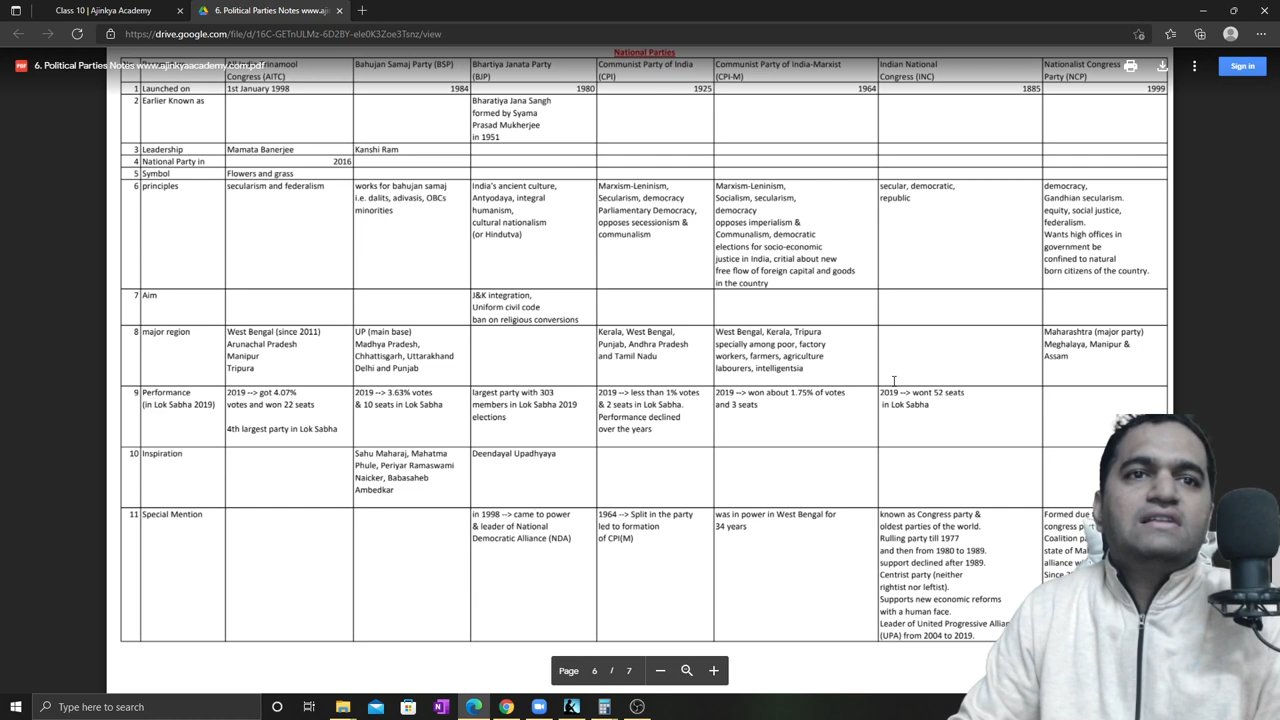 Class 10 | Ajinkya Academy
6. Political Parties Notes www.aji
https://drive.google.com/file/d/16C-GETnULMz-6D2BY-eIe0K3Zoe3Tsnz/view
National Parties
6. Political Parties Notes www.ajinkyaacademy.com.pdf
Sign in
Trinamool
Congress (AITC)
Bahujan Samaj Party (BSP)
Bhartiya Janata Party
(BJP)
Communist Party of India
(CPI)
Communist Party of India-Marxist
(CPI-M)
Indian National
Congress (INC)
Nationalist Congress
Party (NCP)
1 Launched on
1st January 1998
1984
1980
1925
1964
1885
1999
2 Earlier Known as
Bharatiya Jana Sangh
formed by Syama
Prasad Mukherjee
in 1951
3 Leadership
Mamata Banerjee
Kanshi Ram
4 National Party in
2016
5 Symbol
Flowers and grass
6 principles
secularism and federalism
works for bahujan samaj
i.e. dalits, adivasis, OBCs
minorities
India's ancient culture,
Antyodaya, integral
humanism,
cultural nationalism
(or Hindutva)
Marxism-Leninism,
Secularism, democracy
Parliamentary Democracy,
opposes secessionism &
communalism
Marxism-Leninism,
Socialism, secularism,
democracy
opposes imperialism &
Communalism, democratic
elections for socio-economic
justice in India, critial about new
free flow of foreign capital and goods
in the country
secular, democratic,
republic
democracy,
Gandhian secularism.
equity, social justice,
federalism.
Wants high offices in
government be
confined to natural
born citizens of the country.
7 Aim
J&K integration,
Uniform civil code
ban on religious conversions
8 major region
West Bengal (since 2011)
Arunachal Pradesh
Manipur
Tripura
UP (main base)
Madhya Pradesh,
Chhattisgarh, Uttarakhand
Delhi and Punjab
Kerala, West Bengal,
Punjab, Andhra Pradesh
and Tamil Nadu
West Bengal, Kerala, Tripura
specially among poor, factory
workers, farmers, agriculture
labourers, intelligentsia
Maharashtra (major party)
Meghalaya, Manipur &
Assam
9 Performance
(in Lok Sabha 2019)
2019 --> got 4.07%
votes and won 22 seats
4th largest party in Lok Sabha
2019 --> 3.63% votes
& 10 seats in Lok Sabha
largest party with 303
members in Lok Sabha 2019
elections
2019 --> less than 1% votes
& 2 seats in Lok Sabha.
Performance declined
over the years
2019 --> won about 1.75% of votes
and 3 seats
2019 --> wont 52 seats
in Lok Sabha
10 Inspiration
Sahu Maharaj, Mahatma
Phule, Periyar Ramaswami
Naicker, Babasaheb
Ambedkar
Deendayal Upadhyaya
11 Special Mention
in 1998 --> came to power
& leader of National
Democratic Alliance (NDA)
1964 --> Split in the party
led to formation
of CPI(M)
was in power in West Bengal for
34 years
known as Congress party &
oldest parties of the world.
Rulling party till 1977
and then from 1980 to 1989.
support declined after 1989.
Centrist party (neither
rightist nor leftist).
Supports new economic reforms
with a human face.
Leader of United Progressive Allian
(UPA) from 2004 to 2019.
Formed due
congress par
Coalition pa
state of Ma
alliance w
Since 2
Page 6 / 7
Type here to search